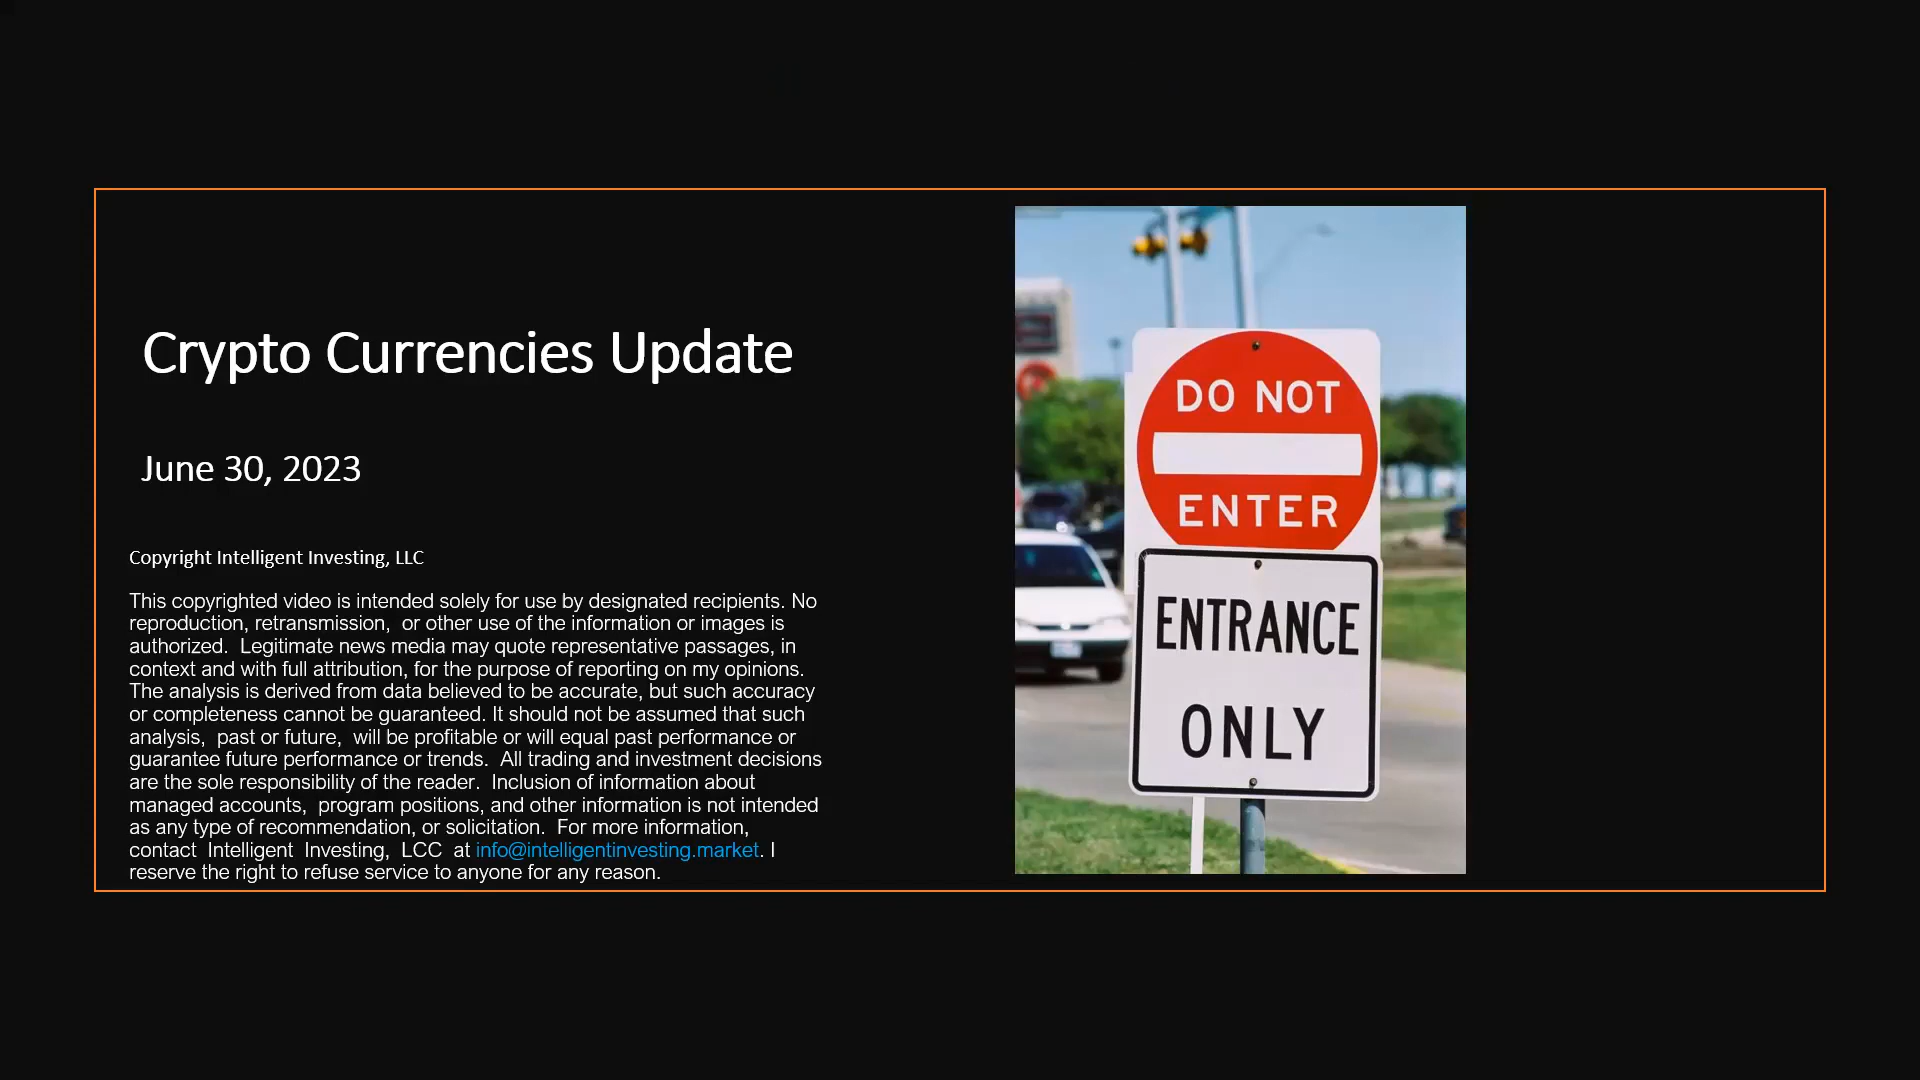 Crypto Currencies Update
June 30, 2023
Copyright Intelligent Investing, LLC
This copyrighted video is intended solely for use by designated recipients. No
reproduction, retransmission, or other use of the information or images is
authorized. Legitimate news media may quote representative passages, in
context and with full attribution, for the purpose of reporting on my opinions.
The analysis is derived from data believed to be accurate, but such accuracy
or completeness cannot be guaranteed. It should not be assumed that such
analysis, past or future, will be profitable or will equal past performance or
guarantee future performance or trends. All trading and investment decisions
are the sole responsibility of the reader. Inclusion of information about
managed accounts, program positions, and other information is not intended
as any type of recommendation, or solicitation. For more information,
contact Intelligent Investing, LCC at info@intelligentinvesting.market. I
reserve the right to refuse service to anyone for any reason.
DO NOT
ENTER
ENTRANCE
ONLY